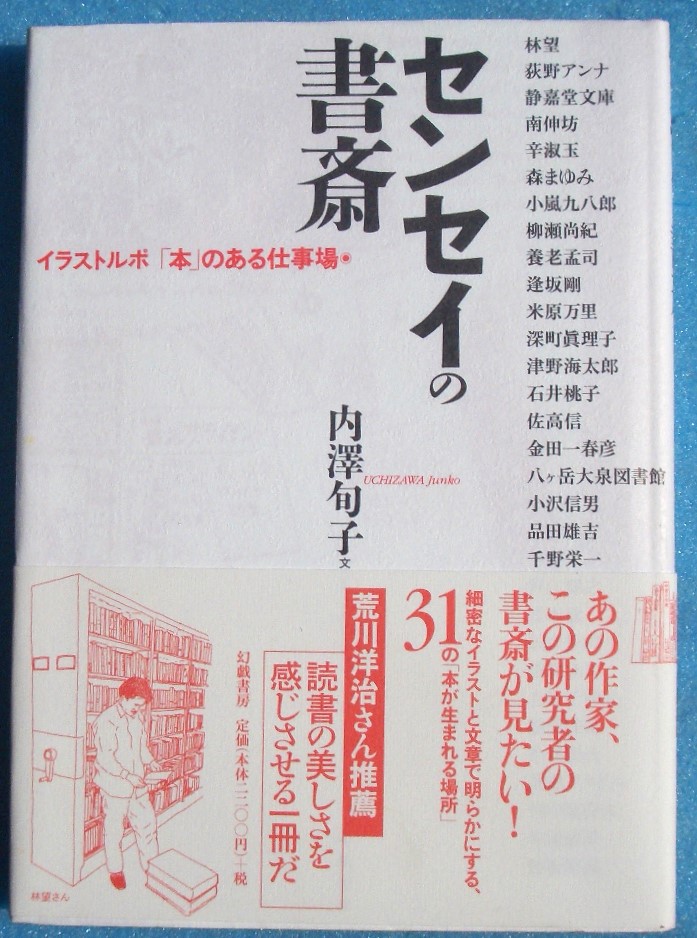 林望
荻野アンナ
静嘉堂文庫
南伸坊
辛淑玉
森まゆみ
小嵐九八郎
柳瀬尚紀
養老孟司
逢坂剛
米原万里
深町眞理子
津野海太郎
石井桃子
佐高信
金田一春彦
八ヶ岳大泉図書館
小沢信男
品田雄吉
千野栄一
センセイの
書斎
イラストルポ「本」のある仕事場
内澤旬子 文
UCHIZAWA Junko
あの作家、
この研究者の
書斎が見たい!
細密なイラストと文章で明らかにする、
31の「本が生まれる場所」
荒川洋治さん推薦
読書の美しさを
感じさせる一冊だ
幻戯書房 定価(本体二二〇〇円)+税
林望さん